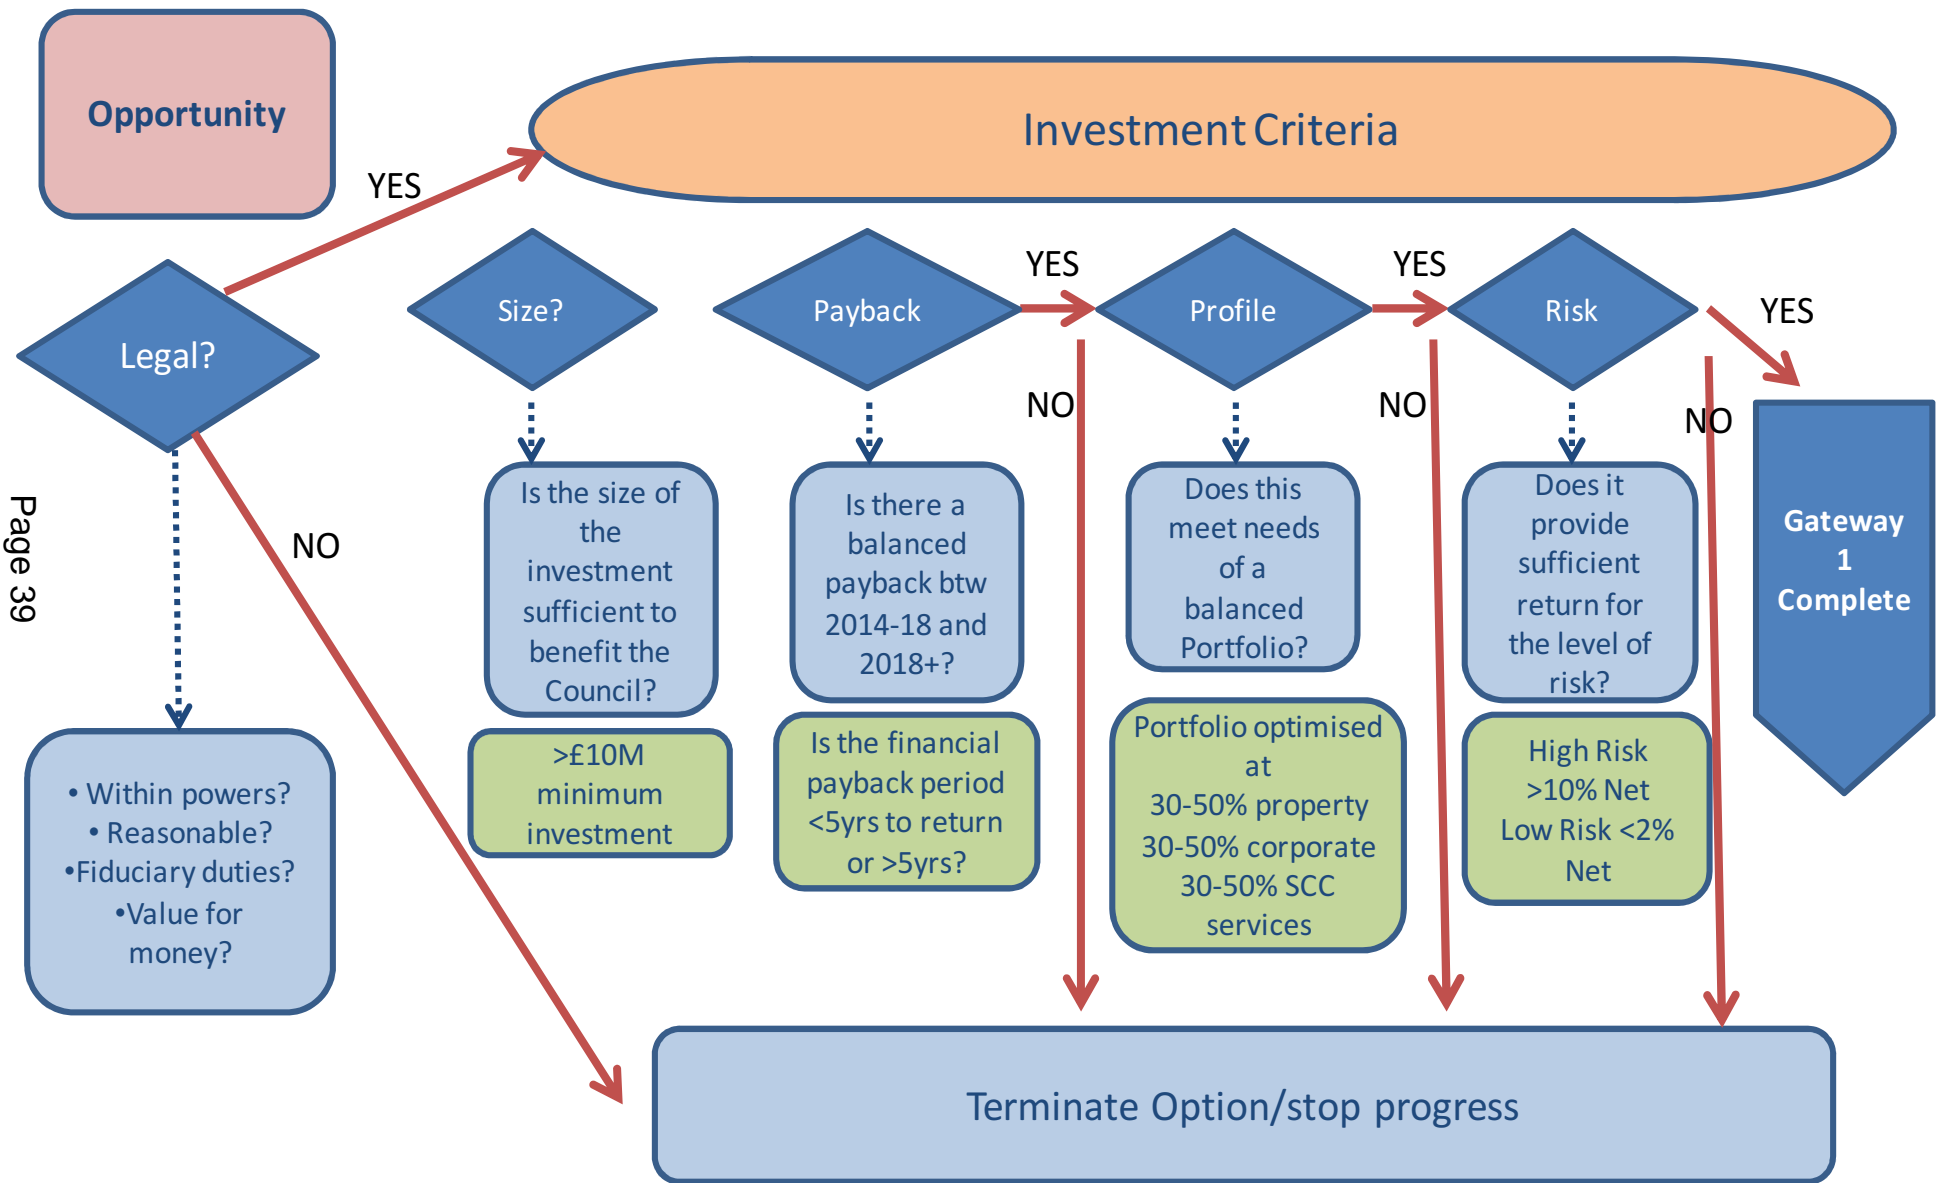 Opportunity
Investment Criteria
YES
Legal?
Size?
Payback
YES
Profile
YES
Risk
YES
NO
NO
NO
NO
• Within powers?
• Reasonable?
•Fiduciary duties?
•Value for
money?
Is the size of
the
investment
sufficient to
benefit the
Council?
>£10M
minimum
investment
Is there a
balanced
payback btw
2014-18 and
2018+?
Is the financial
payback period
<5yrs to return
or >5yrs?
Does this
meet needs
of a
balanced
Portfolio?
Portfolio optimised
at
30-50% property
30-50% corporate
30-50% SCC
services
Does it
provide
sufficient
return for
the level of
risk?
High Risk
>10% Net
Low Risk <2%
Net
Gateway
1
Complete
Terminate Option/stop progress
Page 39